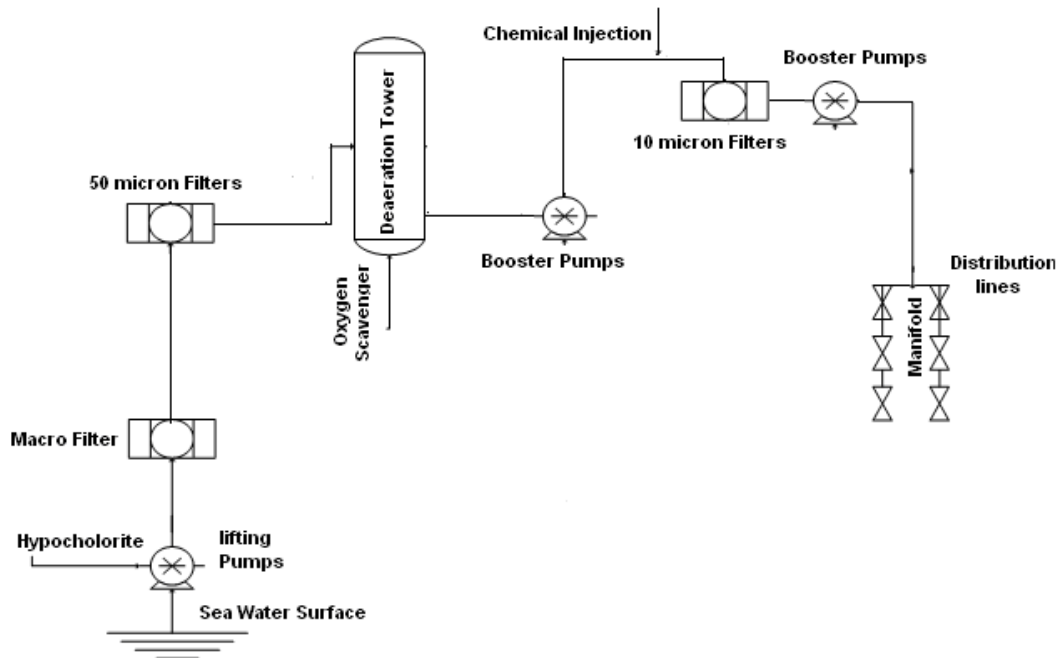 Chemical Injection
Booster Pumps
Deaeration Tower
10 micron Filters
50 micron Filters
Booster Pumps
Distribution
lines
Oxygen
Scavenger
Manifold
Macro Filter
Hypocholorite
lifting
Pumps
Sea Water Surface